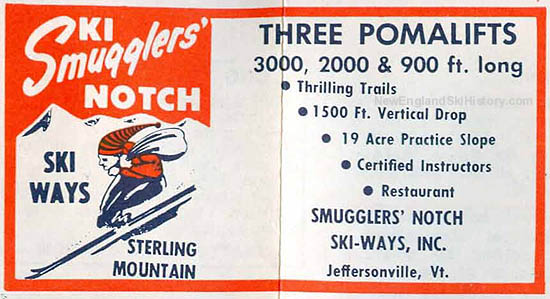 SKI
Smugglers'
NOTCH
SKI
WAYS
STERLING
MOUNTAIN
THREE POMALIFTS
3000, 2000 & 900 ft. long
• Thrilling Trails
NewEnglandSkiHistory.com
• 1500 Ft. Vertical Drop
• 19 Acre Practice Slope
• Certified Instructors
• Restaurant
SMUGGLERS' NOTCH
SKI-WAYS, INC.
Jeffersonville, Vt.